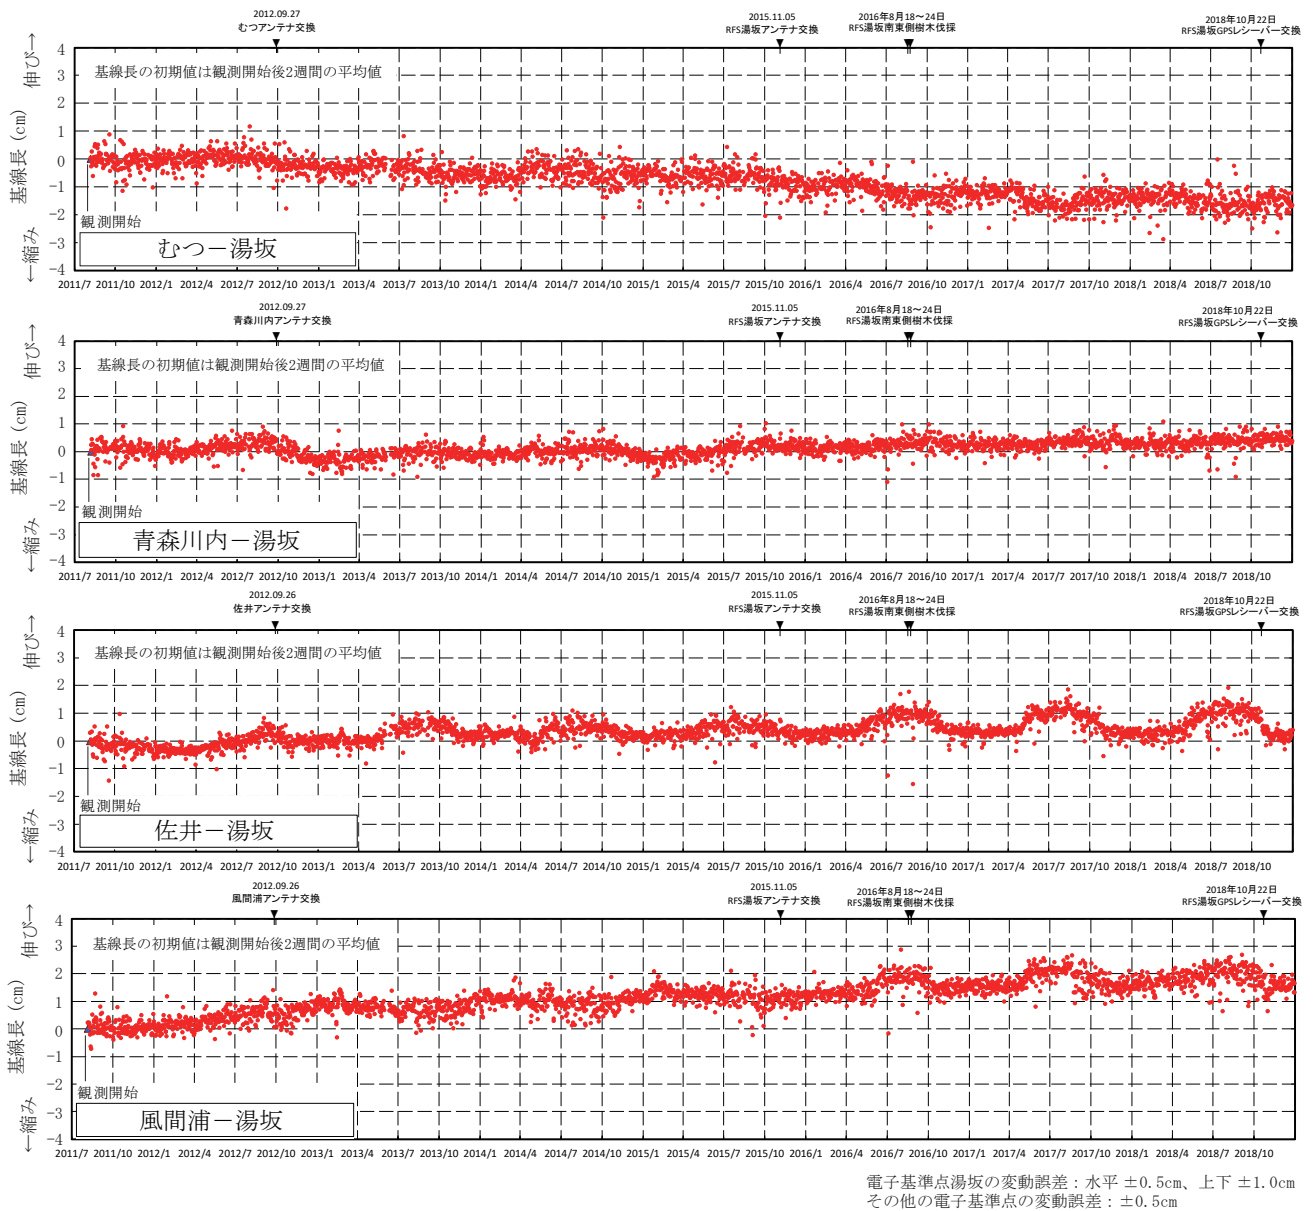 2012.09.27
むつアンテナ交換
2015.11.05
RFS湯坂アンテナ交換
2016年8月18～24日
RFS湯坂南東側樹木伐採
2018年10月22日
RFS湯坂GPSレシーバー交換
基線長の初期値は観測開始後2週間の平均値
←縮み 基線長 (cm) 伸び→
4
3
2
1
0
-1
-2
-3
-4
観測開始
むつ－湯坂
2011/7 2011/10 2012/1 2012/4 2012/7 2012/10 2013/1 2013/4 2013/7 2013/10 2014/1 2014/4 2014/7 2014/10 2015/1 2015/4 2015/7 2015/10 2016/1 2016/4 2016/7 2016/10 2017/1 2017/4 2017/7 2017/10 2018/1 2018/4 2018/7 2018/10
2012.09.27
青森川内アンテナ交換
2015.11.05
RFS湯坂アンテナ交換
2016年8月18～24日
RFS湯坂南東側樹木伐採
2018年10月22日
RFS湯坂GPSレシーバー交換
基線長の初期値は観測開始後2週間の平均値
←縮み 基線長 (cm) 伸び→
4
3
2
1
0
-1
-2
-3
-4
観測開始
青森川内－湯坂
2011/7 2011/10 2012/1 2012/4 2012/7 2012/10 2013/1 2013/4 2013/7 2013/10 2014/1 2014/4 2014/7 2014/10 2015/1 2015/4 2015/7 2015/10 2016/1 2016/4 2016/7 2016/10 2017/1 2017/4 2017/7 2017/10 2018/1 2018/4 2018/7 2018/10
2012.09.26
佐井アンテナ交換
2015.11.05
RFS湯坂アンテナ交換
2016年8月18～24日
RFS湯坂南東側樹木伐採
2018年10月22日
RFS湯坂GPSレシーバー交換
基線長の初期値は観測開始後2週間の平均値
←縮み 基線長 (cm) 伸び→
4
3
2
1
0
-1
-2
-3
-4
観測開始
佐井－湯坂
2011/7 2011/10 2012/1 2012/4 2012/7 2012/10 2013/1 2013/4 2013/7 2013/10 2014/1 2014/4 2014/7 2014/10 2015/1 2015/4 2015/7 2015/10 2016/1 2016/4 2016/7 2016/10 2017/1 2017/4 2017/7 2017/10 2018/1 2018/4 2018/7 2018/10
2012.09.26
風間浦アンテナ交換
2015.11.05
RFS湯坂アンテナ交換
2016年8月18～24日
RFS湯坂南東側樹木伐採
2018年10月22日
RFS湯坂GPSレシーバー交換
基線長の初期値は観測開始後2週間の平均値
←縮み 基線長 (cm) 伸び→
4
3
2
1
0
-1
-2
-3
-4
観測開始
風間浦－湯坂
2011/7 2011/10 2012/1 2012/4 2012/7 2012/10 2013/1 2013/4 2013/7 2013/10 2014/1 2014/4 2014/7 2014/10 2015/1 2015/4 2015/7 2015/10 2016/1 2016/4 2016/7 2016/10 2017/1 2017/4 2017/7 2017/10 2018/1 2018/4 2018/7 2018/10
電子基準点湯坂の変動誤差：水平 ±0.5cm、上下 ±1.0cm
その他の電子基準点の変動誤差：±0.5cm